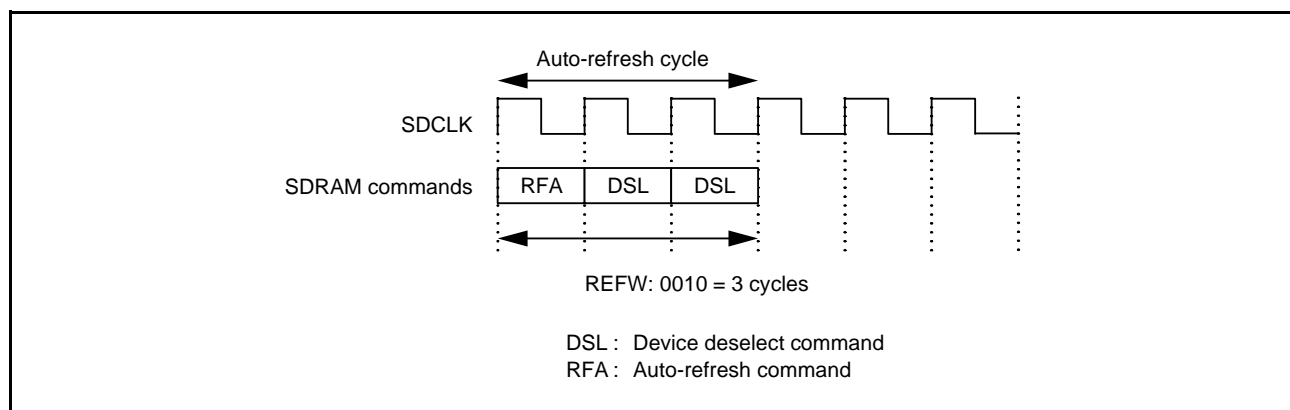 Auto-refresh cycle
SDCLK
SDRAM commands RFA DSL DSL
REFW: 0010 = 3 cycles
DSL : Device deselect command
RFA : Auto-refresh command